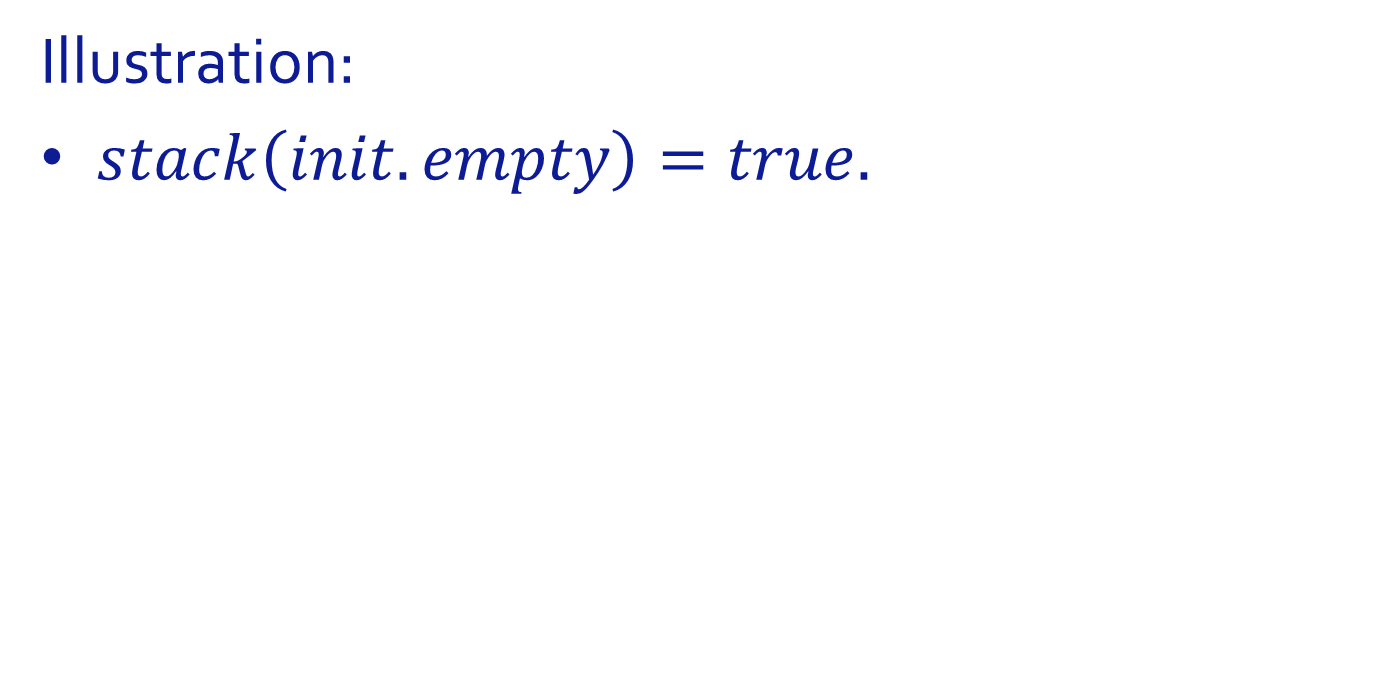 Illustration:
• stack(init.empty) = true.